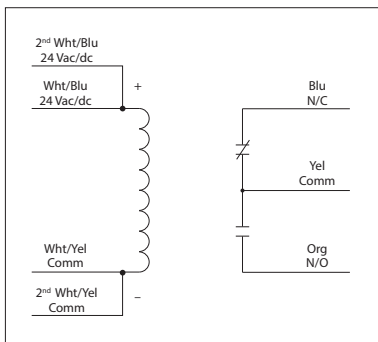 2nd Wht/Blu
24 Vac/dc
Wht/Blu
24 Vac/dc
+
Wht/Yel
Comm
2nd Wht/Yel
Comm
–
Blu
N/C
Yel
Comm
Org
N/O